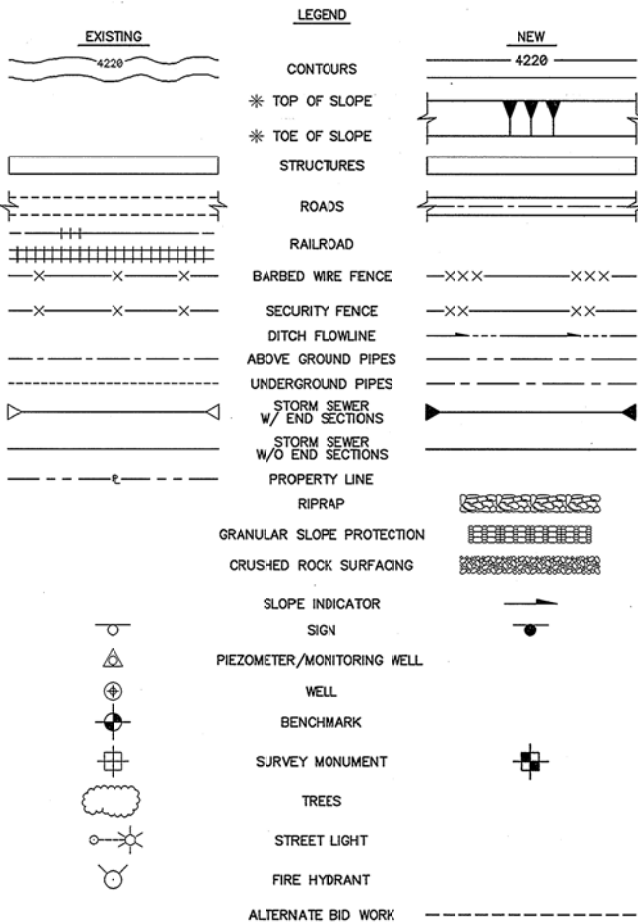 LEGEND
EXISTING
NEW
4220
CONTOURS
4220
✳ TOP OF SLOPE
✳ TOE OF SLOPE
STRUCTURES
ROADS
RAILROAD
BARBED WIRE FENCE
SECURITY FENCE
DITCH FLOWLINE
ABOVE GROUND PIPES
UNDERGROUND PIPES
STORM SEWER
W/ END SECTIONS
STORM SEWER
W/O END SECTIONS
PROPERTY LINE
RIPRAP
GRANULAR SLOPE PROTECTION
CRUSHED ROCK SURFACING
SLOPE INDICATOR
SIGN
PIEZOMETER/MONITORING WELL
WELL
BENCHMARK
SURVEY MONUMENT
TREES
STREET LIGHT
FIRE HYDRANT
ALTERNATE BID WORK